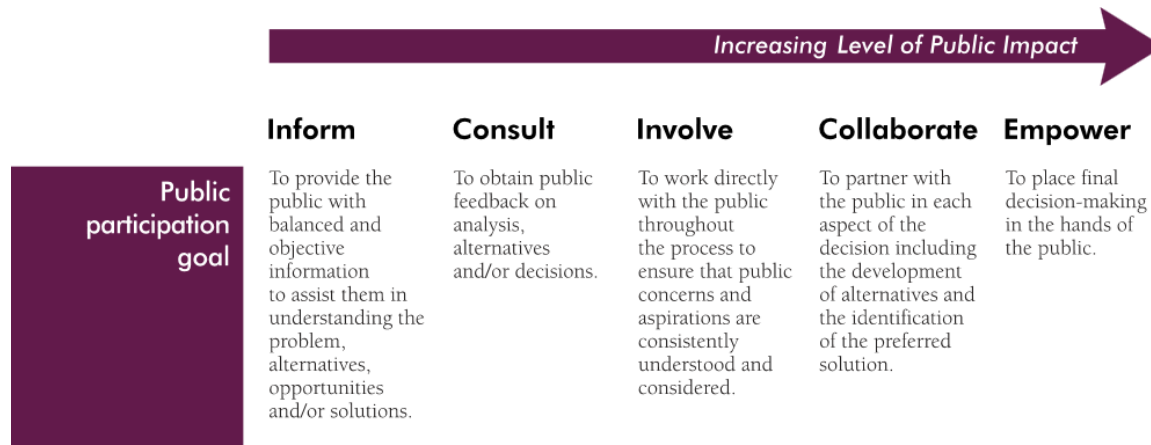 Increasing Level of Public Impact
Inform
Consult
Involve
Collaborate
Empower
Public
participation
goal
To provide the
public with
balanced and
objective
information
to assist them in
understanding the
problem,
alternatives,
opportunities
and/or solutions.
To obtain public
feedback on
analysis,
alternatives
and/or decisions.
To work directly
with the public
throughout
the process to
ensure that public
concerns and
aspirations are
consistently
understood and
considered.
To partner with
the public in each
aspect of the
decision including
the development
of alternatives and
the identification
of the preferred
solution.
To place final
decision-making
in the hands of
the public.